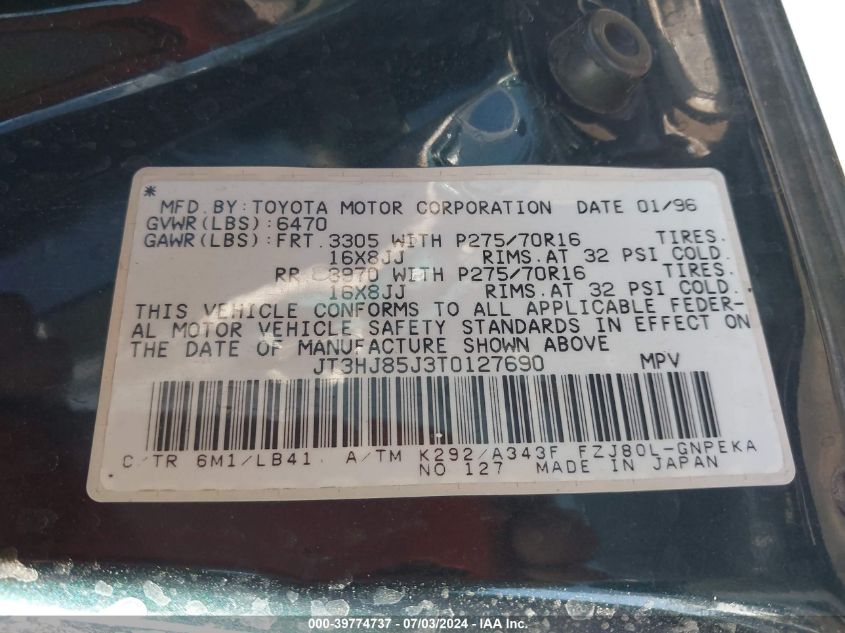 * MFD.BY:TOYOTA MOTOR CORPORATION DATE 01/96
GVWR(LBS):6470
GAWR(LBS):FRT.3305 WITH P275/70R16 TIRES.
16X8JJ RIMS.AT 32 PSI COLD
RR.3970 WITH P275/70R16 TIRES.
16X8JJ RIMS.AT 32 PSI COLD.
THIS VEHICLE CONFORMS TO ALL APPLICABLE FEDER-
AL MOTOR VEHICLE SAFETY STANDARDS IN EFFECT ON
THE DATE OF MANUFACTURE SHOWN ABOVE
JT3HJ85J3T0127690 MPV
C/TR 6M1/LB41 A/TM K292/A343F FZJ80L-GNPEKA
NO 127 MADE IN JAPAN
000-39774737 - 07/03/2024 - IAA Inc.